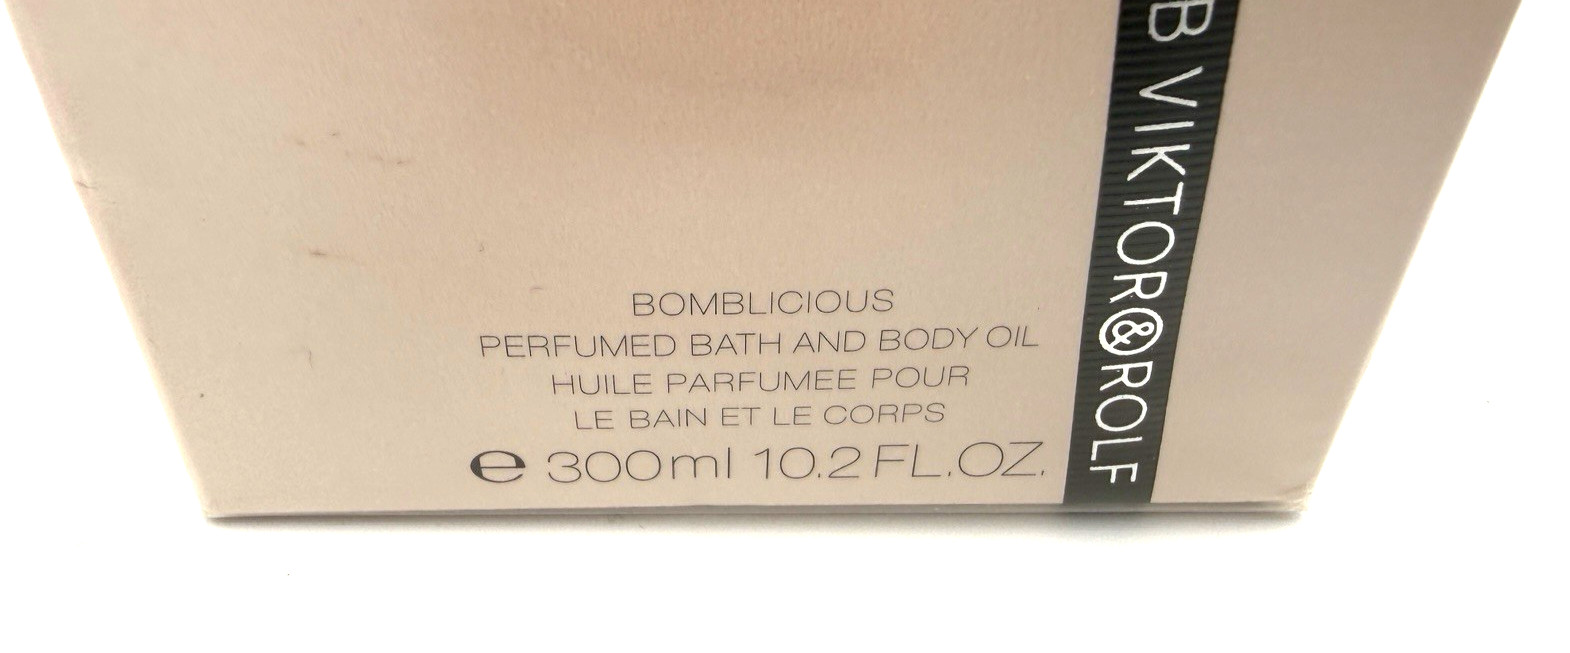 BOMBLICIOUS
PERFUMED BATH AND BODY OIL
HUILE PARFUMEE POUR
LE BAIN ET LE CORPS
e 300ml 10.2 FL.OZ.
B VIKTOR&ROLF